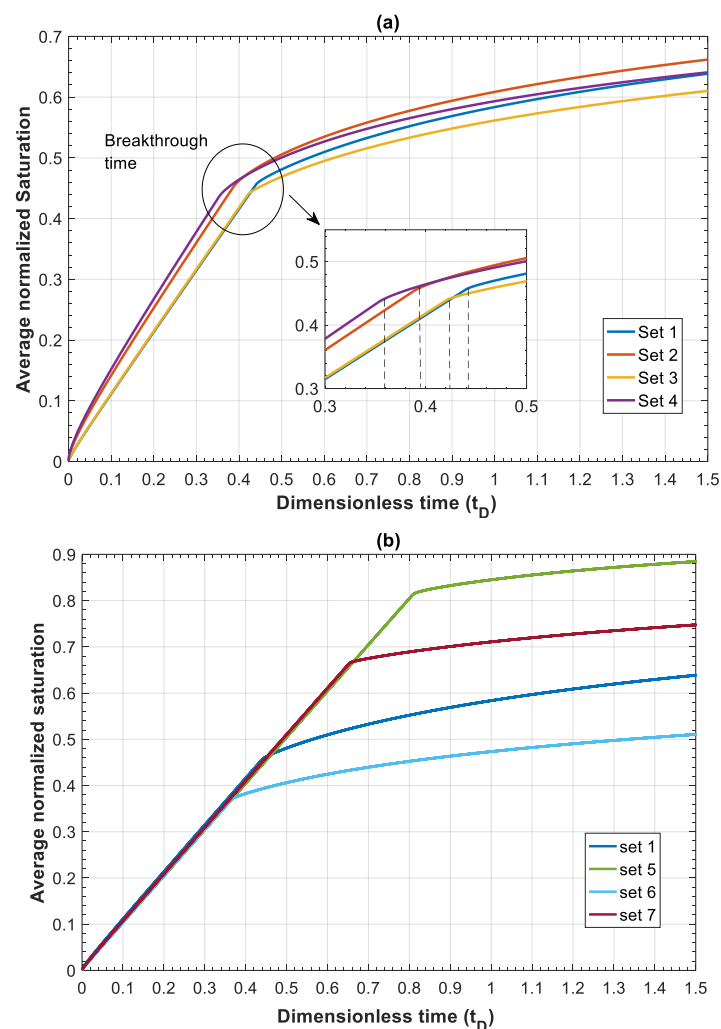 (a)
0.7
0.6
0.5
0.4
0.3
0.2
0.1
0
Average normalized Saturation
Breakthrough
time
0.5
0.4
0.3
0.3 0.4 0.5
Set 1
Set 2
Set 3
Set 4
0 0.1 0.2 0.3 0.4 0.5 0.6 0.7 0.8 0.9 1 1.1 1.2 1.3 1.4 1.5
Dimensionless time (t_D)
(b)
0.9
0.8
0.7
0.6
0.5
0.4
0.3
0.2
0.1
0
Average normalized saturation
set 1
set 5
set 6
set 7
0 0.1 0.2 0.3 0.4 0.5 0.6 0.7 0.8 0.9 1 1.1 1.2 1.3 1.4 1.5
Dimensionless time (t_D)